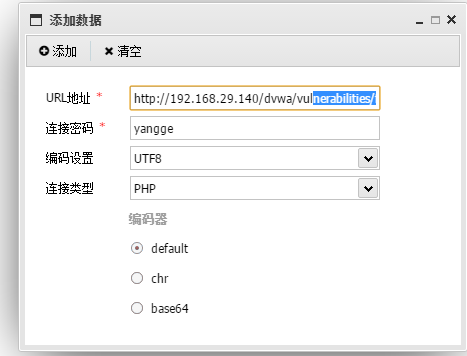 添加数据
添加 清空
URL地址 * http://192.168.29.140/dvwa/vulnerabilities/
连接密码 * yangge
编码设置 UTF8
连接类型 PHP
编码器
default
chr
base64